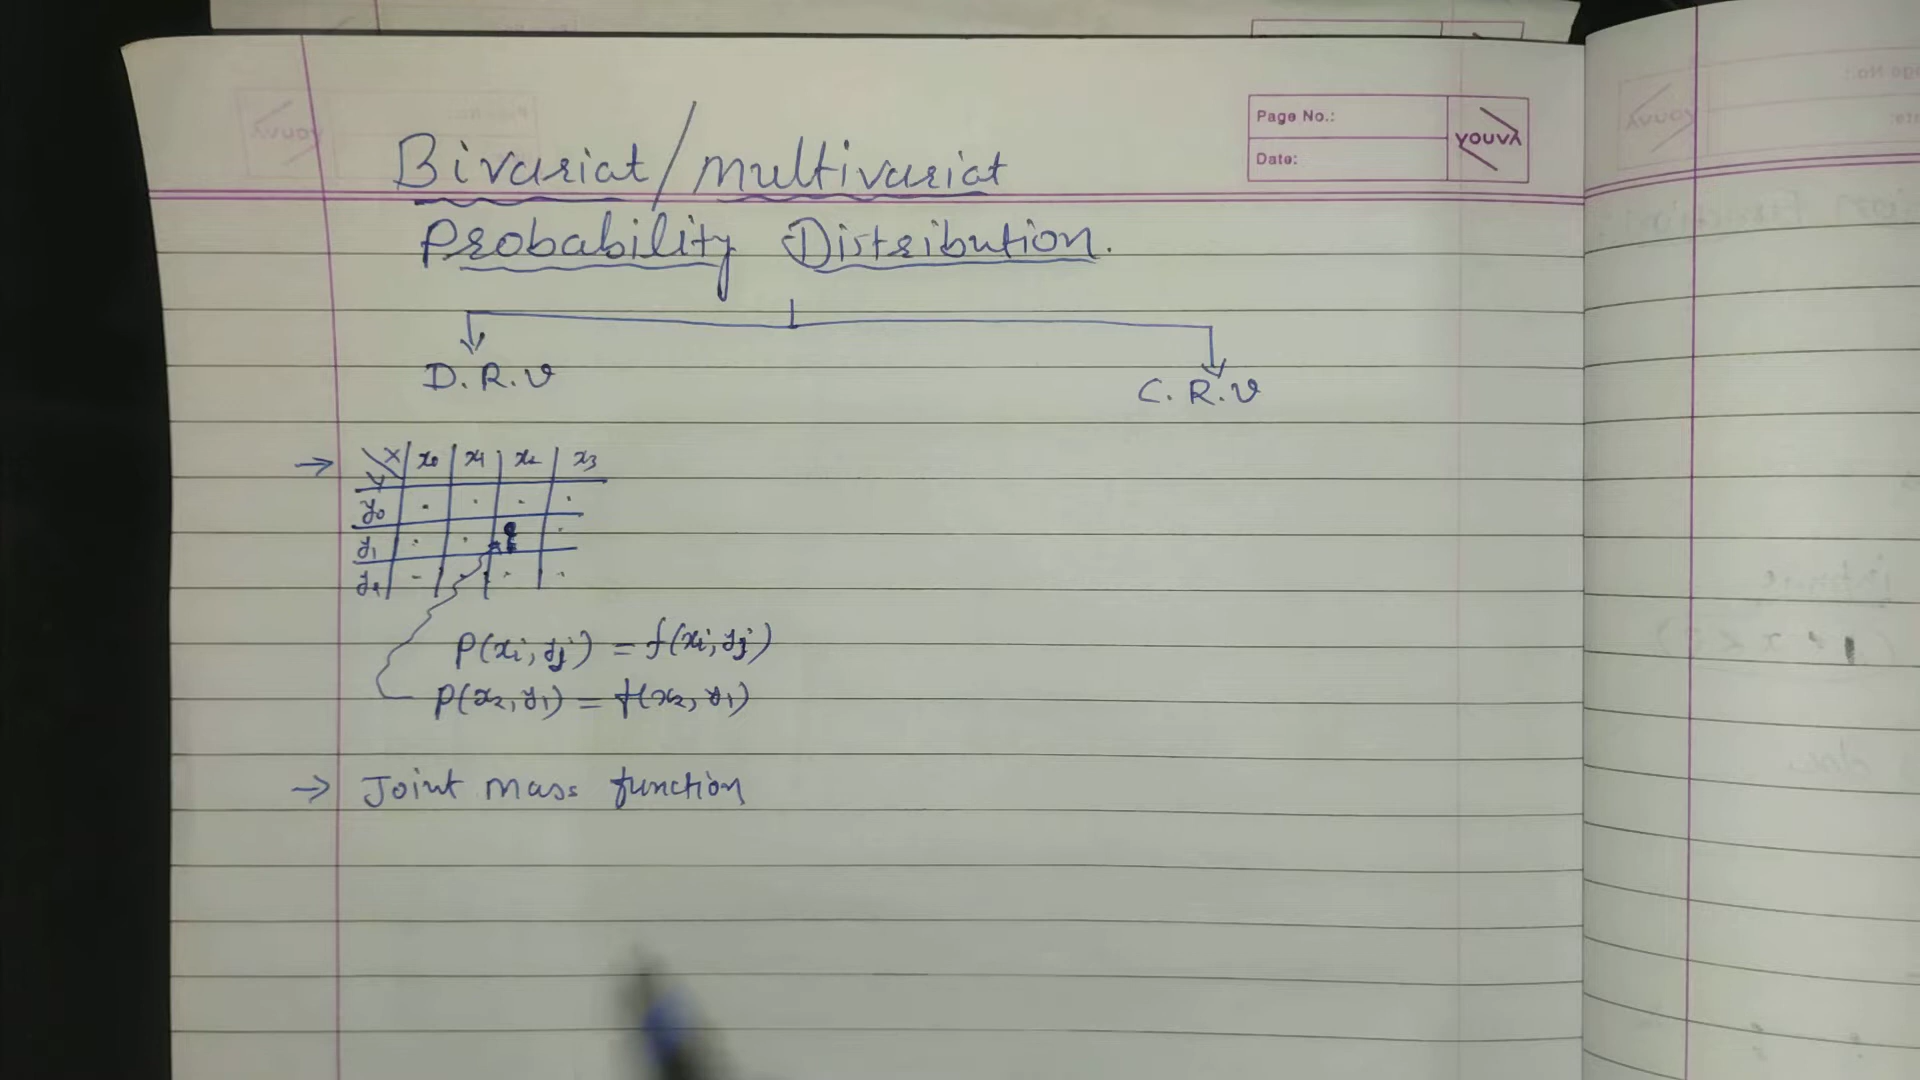 Page No.:
Date:
youvA
Bivariat/multivariat
Probability Distribution.
D.R.V
C.R.V
→ X x0 x1 x2 x3
Y
y0
y1
y2
P(xi, yj) = f(xi, yj)
P(x2, y1) = f(x2, y1)
→ Joint mass function